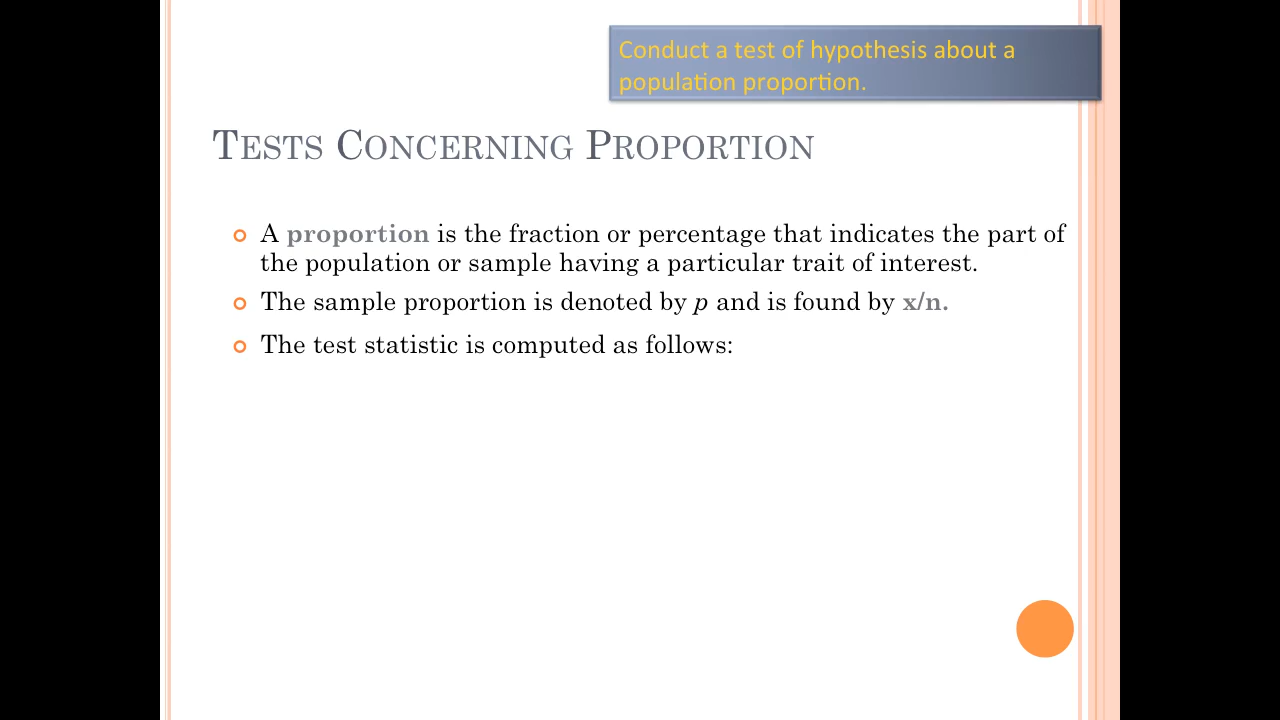 Conduct a test of hypothesis about a
population proportion.
TESTS CONCERNING PROPORTION
A proportion is the fraction or percentage that indicates the part of
the population or sample having a particular trait of interest.
The sample proportion is denoted by p and is found by x/n.
The test statistic is computed as follows: